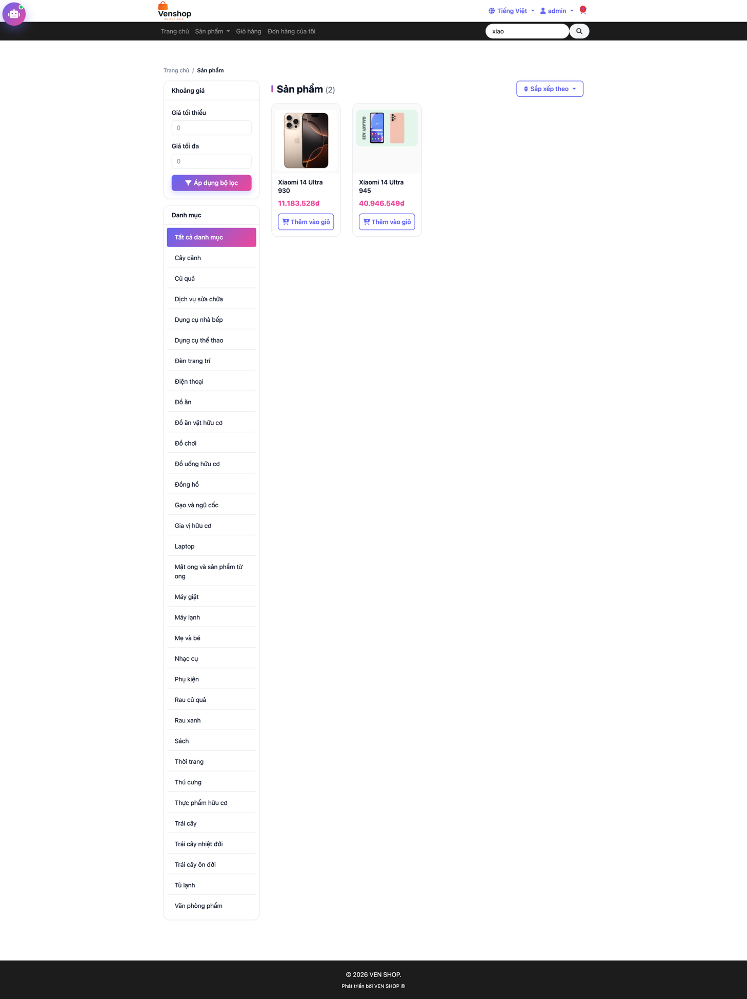 Venshop
ONLINE SALE
Tiếng Việt
admin
Trang chủ
Sản phẩm
Giỏ hàng
Đơn hàng của tôi
xiao
Trang chủ / Sản phẩm
Khoảng giá
Giá tối thiểu
0
Giá tối đa
0
Áp dụng bộ lọc
Danh mục
Tất cả danh mục
Cây cảnh
Củ quả
Dịch vụ sửa chữa
Dụng cụ nhà bếp
Dụng cụ thể thao
Đèn trang trí
Điện thoại
Đồ ăn
Đồ ăn vặt hữu cơ
Đồ chơi
Đồ uống hữu cơ
Đồng hồ
Gạo và ngũ cốc
Gia vị hữu cơ
Laptop
Mật ong và sản phẩm từ
ong
Máy giặt
Máy lạnh
Mẹ và bé
Nhạc cụ
Phụ kiện
Rau củ quả
Rau xanh
Sách
Thời trang
Thú cưng
Thực phẩm hữu cơ
Trái cây
Trái cây nhiệt đới
Trái cây ôn đới
Tủ lạnh
Văn phòng phẩm
Sản phẩm (2)
Sắp xếp theo
Xiaomi 14 Ultra
930
11.183.528₫
Thêm vào giỏ
GALAXY A23
Xiaomi 14 Ultra
945
40.946.549₫
Thêm vào giỏ
© 2026 VEN SHOP.
Phát triển bởi VEN SHOP ©